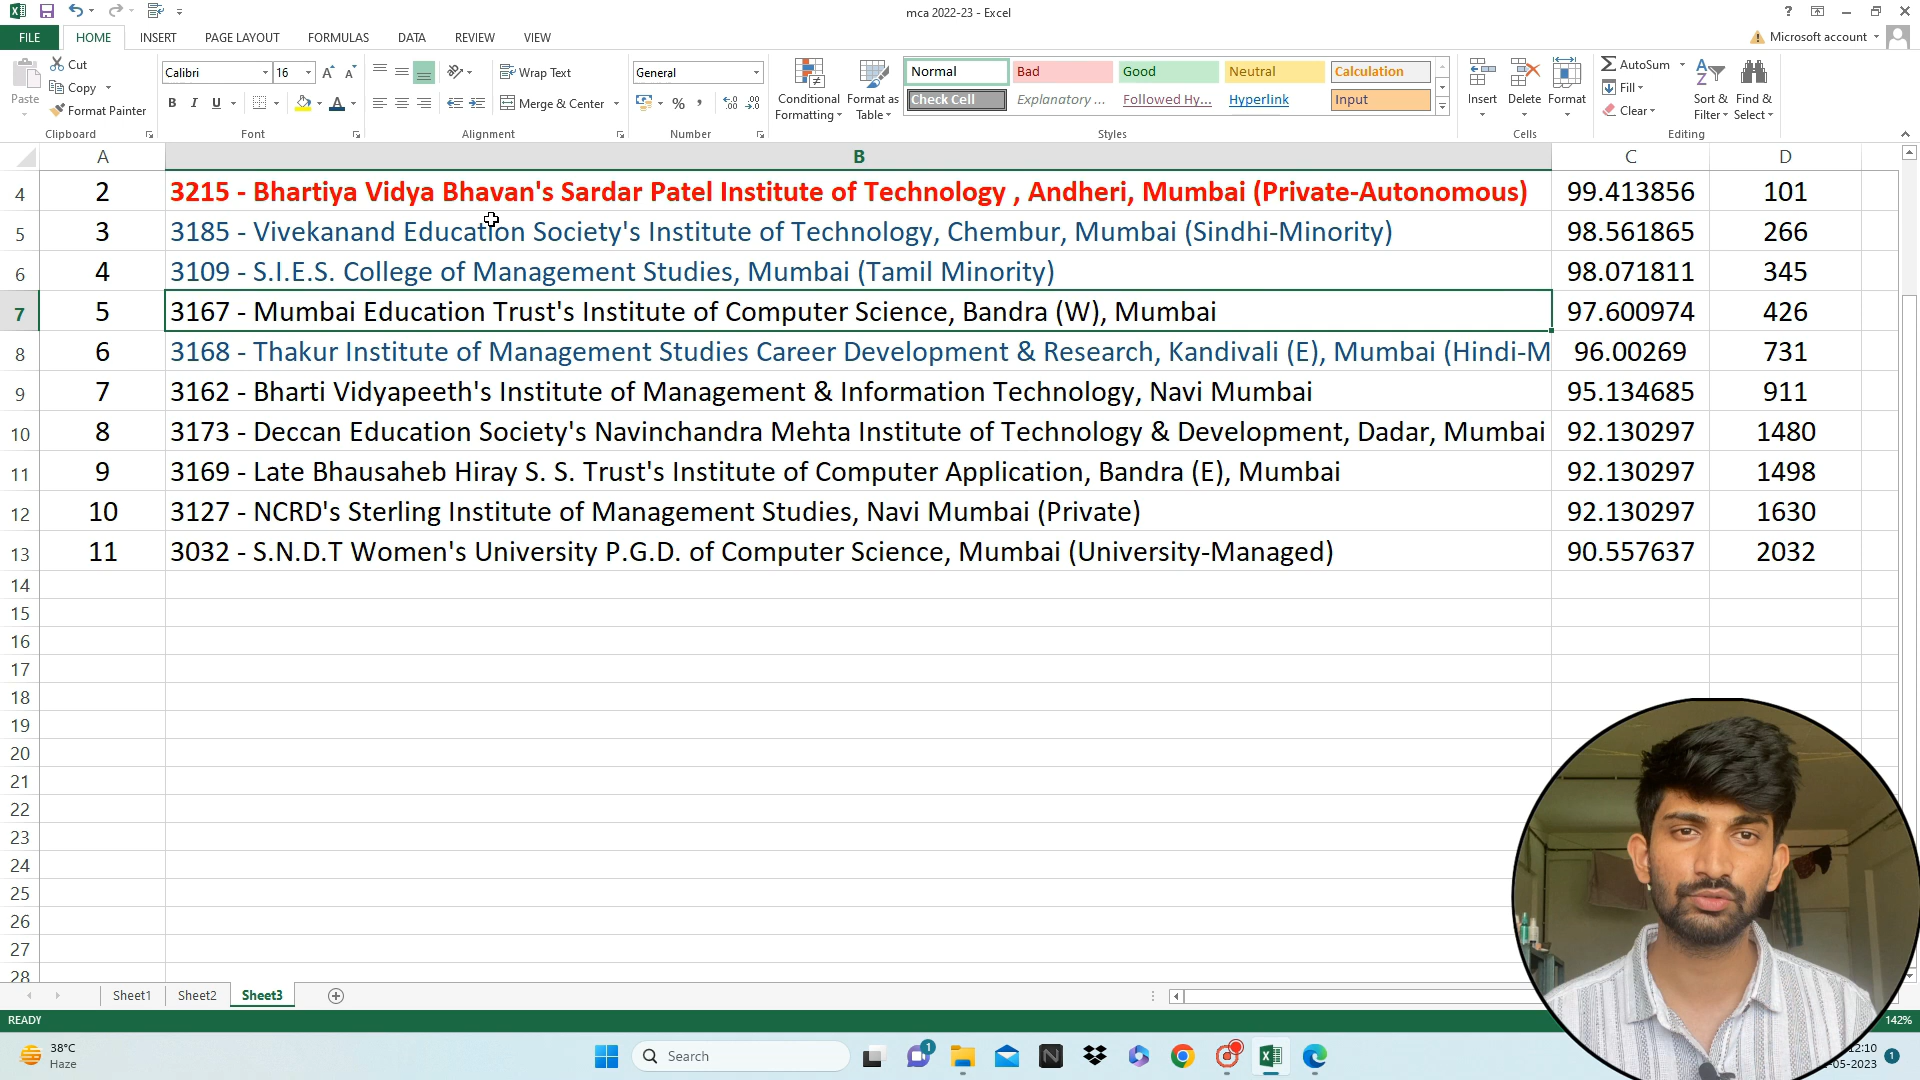 mca 2022-23 - Excel
?
FILE HOME INSERT PAGE LAYOUT FORMULAS DATA REVIEW VIEW
Microsoft account
Paste
Cut
Copy
Format Painter
Clipboard
Calibri 16
B I U
Font
Wrap Text
Merge & Center
Alignment
General
%
Number
Conditional Formatting
Format as Table
Normal Bad Good Neutral Calculation
Check Cell Explanatory ... Followed Hy... Hyperlink Input
Styles
Insert Delete Format
Cells
AutoSum
Fill
Clear
Sort & Filter
Find & Select
Editing
A B C D
4 2 3215 - Bhartiya Vidya Bhavan's Sardar Patel Institute of Technology , Andheri, Mumbai (Private-Autonomous) 99.413856 101
5 3 3185 - Vivekanand Education Society's Institute of Technology, Chembur, Mumbai (Sindhi-Minority) 98.561865 266
6 4 3109 - S.I.E.S. College of Management Studies, Mumbai (Tamil Minority) 98.071811 345
7 5 3167 - Mumbai Education Trust's Institute of Computer Science, Bandra (W), Mumbai 97.600974 426
8 6 3168 - Thakur Institute of Management Studies Career Development & Research, Kandivali (E), Mumbai (Hindi-M 96.00269 731
9 7 3162 - Bharti Vidyapeeth's Institute of Management & Information Technology, Navi Mumbai 95.134685 911
10 8 3173 - Deccan Education Society's Navinchandra Mehta Institute of Technology & Development, Dadar, Mumbai 92.130297 1480
11 9 3169 - Late Bhausaheb Hiray S. S. Trust's Institute of Computer Application, Bandra (E), Mumbai 92.130297 1498
12 10 3127 - NCRD's Sterling Institute of Management Studies, Navi Mumbai (Private) 92.130297 1630
13 11 3032 - S.N.D.T Women's University P.G.D. of Computer Science, Mumbai (University-Managed) 90.557637 2032
14
15
16
17
18
19
20
21
22
23
24
25
26
27
28
Sheet1 Sheet2 Sheet3
READY
142%
38°C
Haze
Search
1
12:10
-05-2023
1